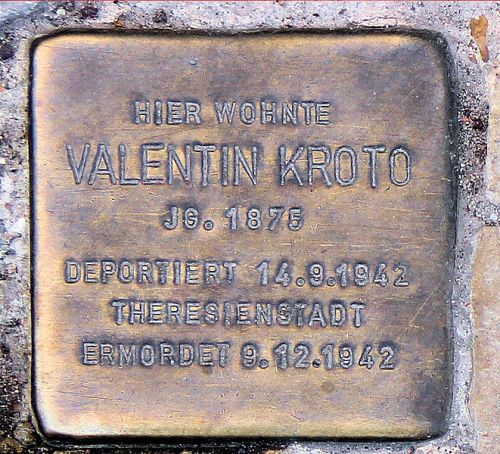 HIER WOHNTE
VALENTIN KROTO
JG. 1875
DEPORTIERT 14.9.1942
THERESIENSTADT
ERMORDET 9.12.1942